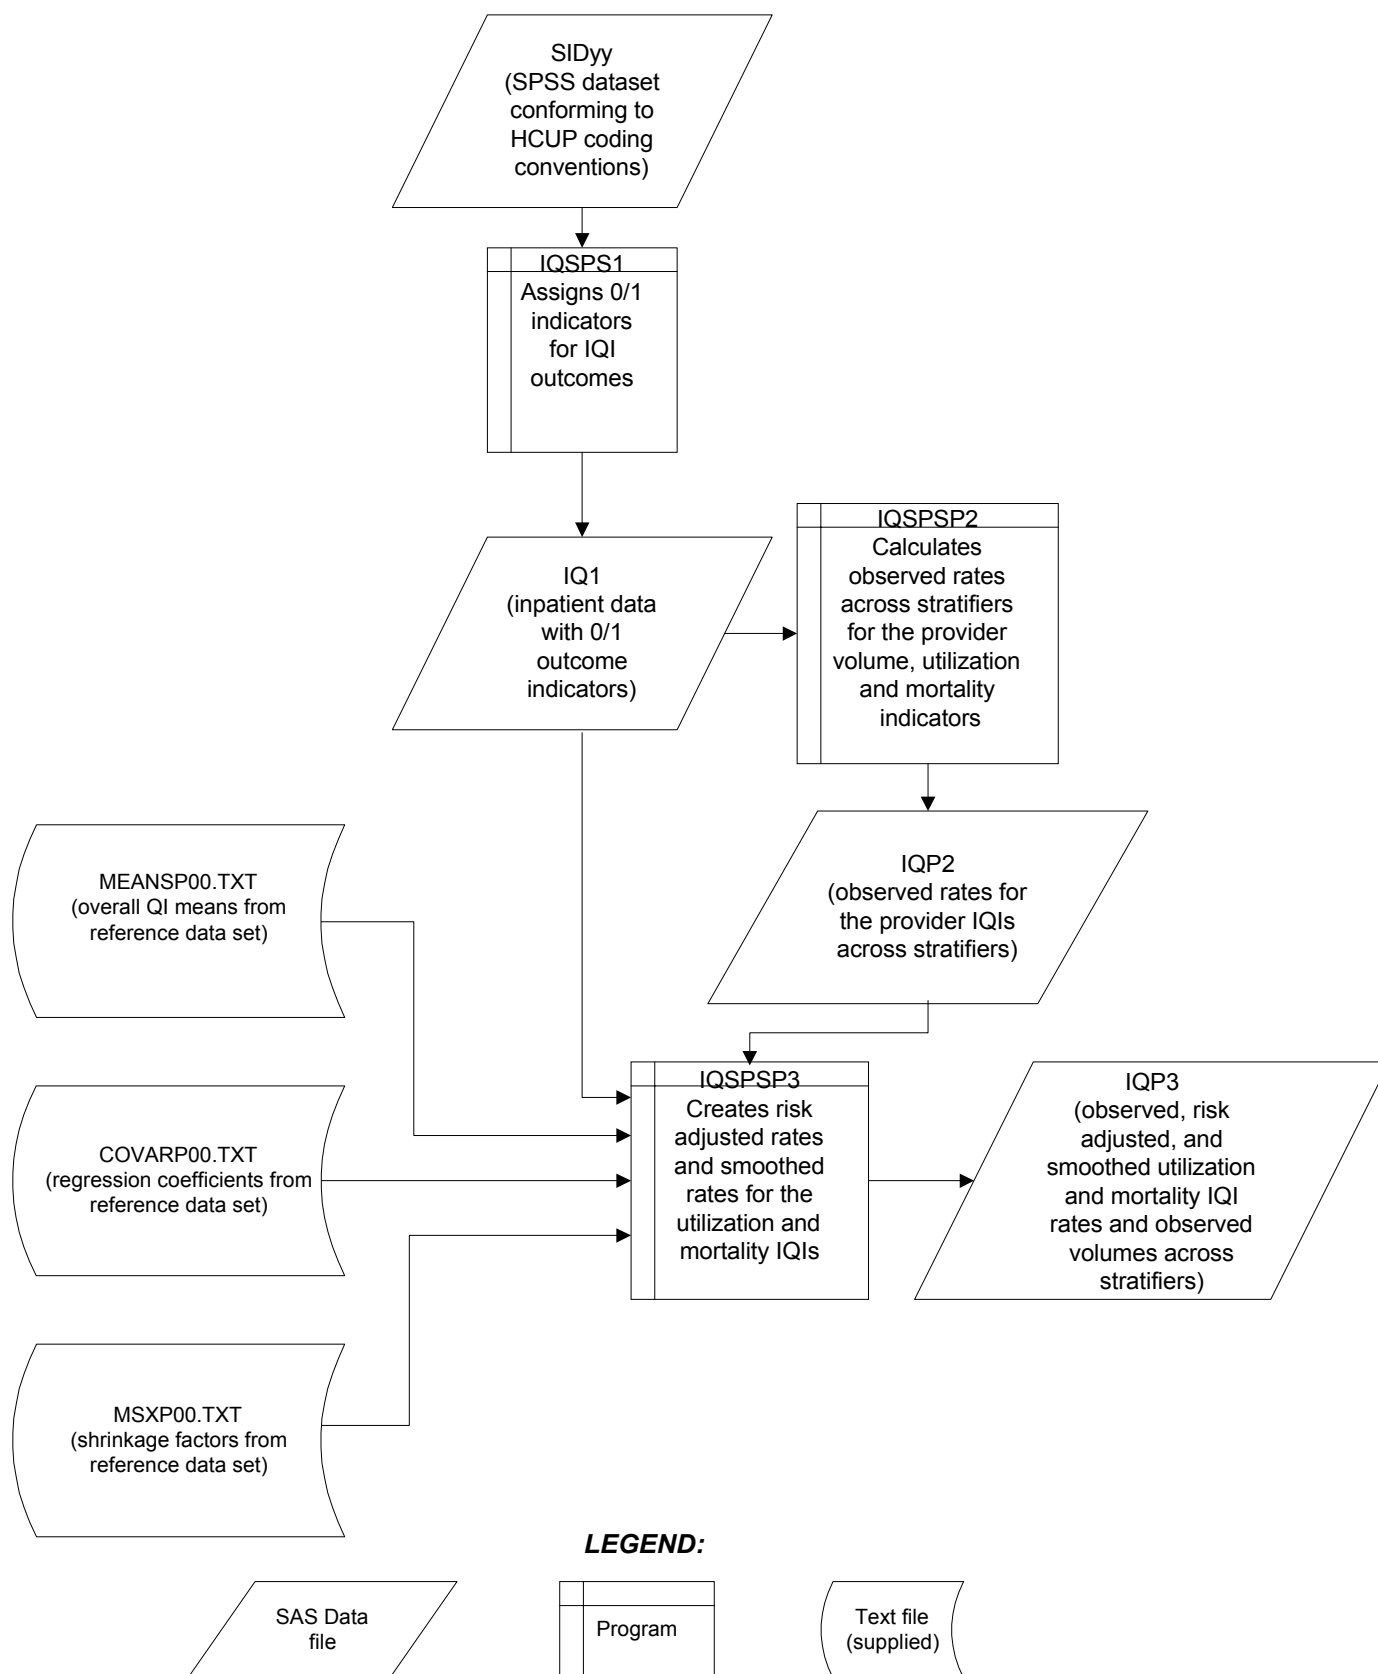 SIDyy
(SPSS dataset
conforming to
HCUP coding
conventions)
IQSPS1
Assigns 0/1
indicators
for IQI
outcomes
IQ1
(inpatient data
with 0/1
outcome
indicators)
IQSPSP2
Calculates
observed rates
across stratifiers
for the provider
volume, utilization
and mortality
indicators
IQP2
(observed rates for
the provider IQIs
across stratifiers)
MEANSP00.TXT
(overall QI means from
reference data set)
COVARP00.TXT
(regression coefficients from
reference data set)
MSXP00.TXT
(shrinkage factors from
reference data set)
IQSPSP3
Creates risk
adjusted rates
and smoothed
rates for the
utilization and
mortality IQIs
IQP3
(observed, risk
adjusted, and
smoothed utilization
and mortality IQI
rates and observed
volumes across
stratifiers)
LEGEND:
SAS Data
file
Program
Text file
(supplied)